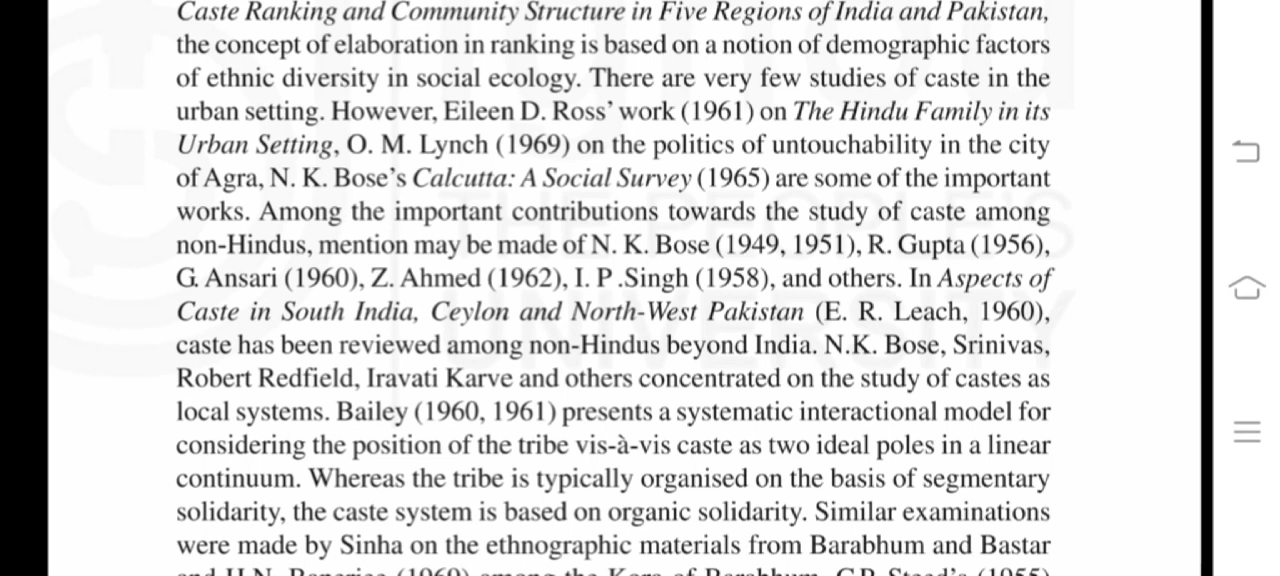 Caste Ranking and Community Structure in Five Regions of India and Pakistan,
the concept of elaboration in ranking is based on a notion of demographic factors
of ethnic diversity in social ecology. There are very few studies of caste in the
urban setting. However, Eileen D. Ross’ work (1961) on The Hindu Family in its
Urban Setting, O. M. Lynch (1969) on the politics of untouchability in the city
of Agra, N. K. Bose’s Calcutta: A Social Survey (1965) are some of the important
works. Among the important contributions towards the study of caste among
non-Hindus, mention may be made of N. K. Bose (1949, 1951), R. Gupta (1956),
G. Ansari (1960), Z. Ahmed (1962), I. P .Singh (1958), and others. In Aspects of
Caste in South India, Ceylon and North-West Pakistan (E. R. Leach, 1960),
caste has been reviewed among non-Hindus beyond India. N.K. Bose, Srinivas,
Robert Redfield, Iravati Karve and others concentrated on the study of castes as
local systems. Bailey (1960, 1961) presents a systematic interactional model for
considering the position of the tribe vis-à-vis caste as two ideal poles in a linear
continuum. Whereas the tribe is typically organised on the basis of segmentary
solidarity, the caste system is based on organic solidarity. Similar examinations
were made by Sinha on the ethnographic materials from Barabhum and Bastar
THE PEOPLE'S
UNIVERSITY